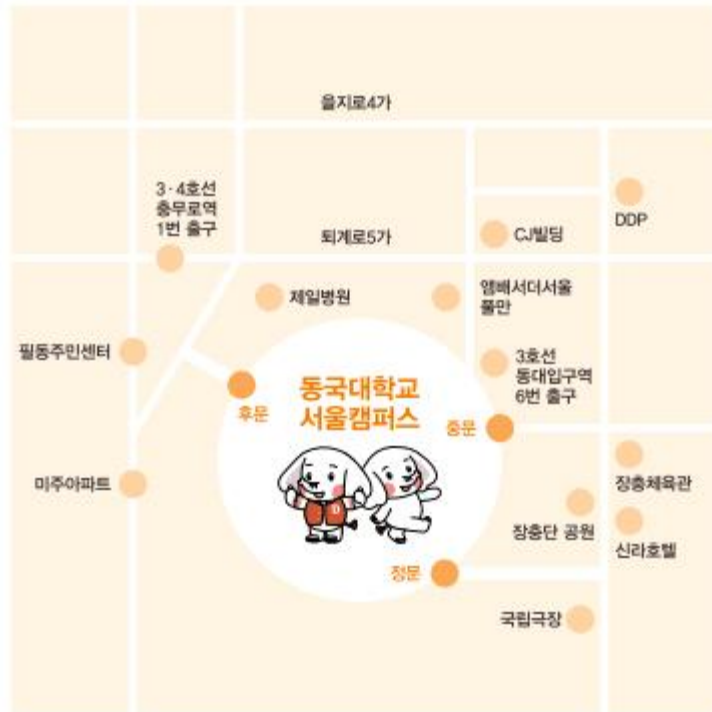 을지로4가
3·4호선
충무로역
1번 출구
퇴계로5가
CJ빌딩
DDP
제일병원
앰배서더서울
풀만
필동주민센터
3호선
동대입구역
6번 출구
동국대학교
서울캠퍼스
후문
중문
미주아파트
D
장충체육관
장충단 공원
신라호텔
정문
국립극장